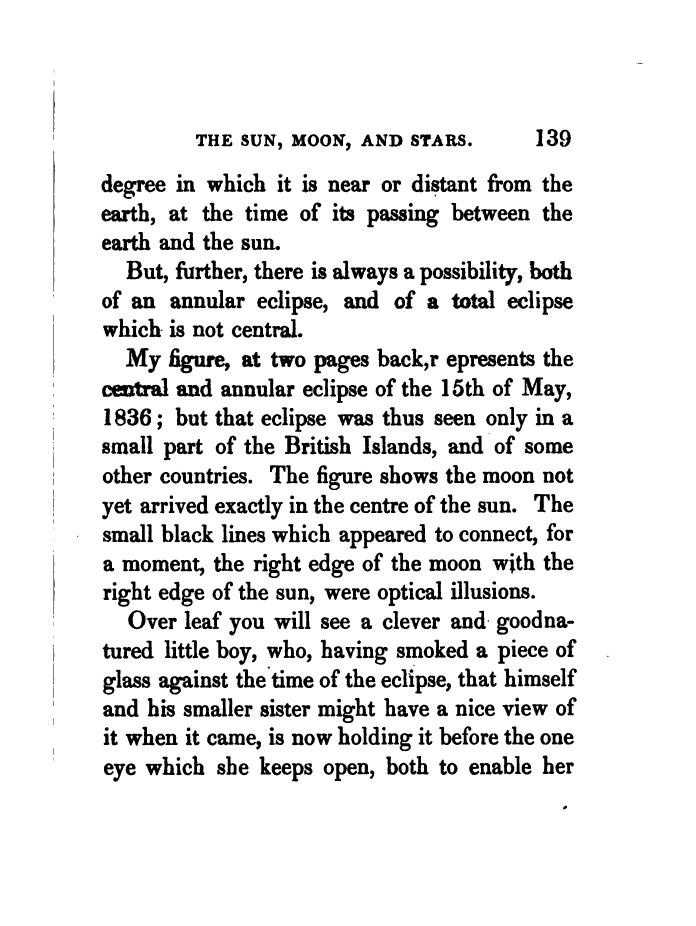 THE SUN, MOON, AND STARS. 139
degree in which it is near or distant from the
earth, at the time of its passing between the
earth and the sun.
But, further, there is always a possibility, both
of an annular eclipse, and of a total eclipse
which is not central.
My figure, at two pages back,r epresents the
central and annular eclipse of the 15th of May,
1836 ; but that eclipse was thus seen only in a
small part of the British Islands, and of some
other countries. The figure shows the moon not
yet arrived exactly in the centre of the sun. The
small black lines which appeared to connect, for
a moment, the right edge of the moon with the
right edge of the sun, were optical illusions.
Over leaf you will see a clever and goodna-
tured little boy, who, having smoked a piece of
glass against the time of the eclipse, that himself
and his smaller sister might have a nice view of
it when it came, is now holding it before the one
eye which she keeps open, both to enable her